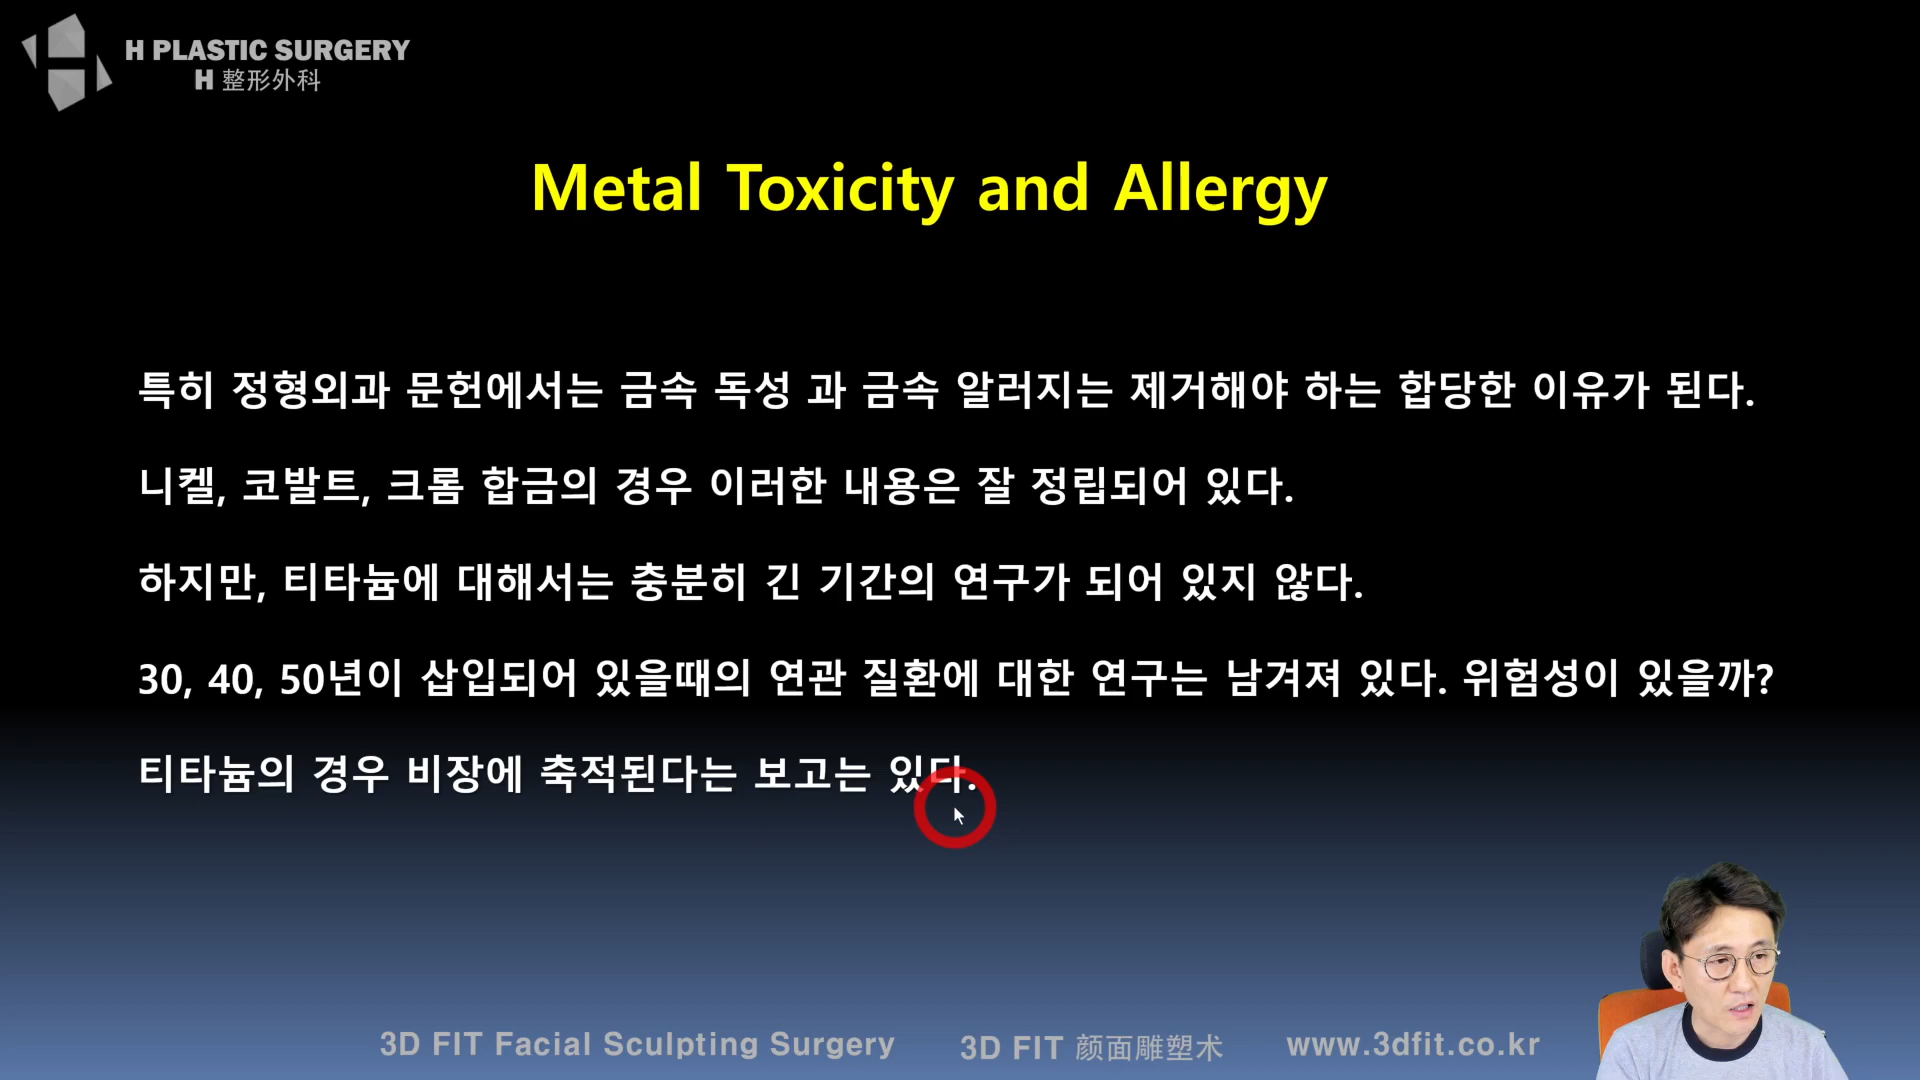 H PLASTIC SURGERY
H 整形外科
Metal Toxicity and Allergy
특히 정형외과 문헌에서는 금속 독성 과 금속 알러지는 제거해야 하는 합당한 이유가 된다.
니켈, 코발트, 크롬 합금의 경우 이러한 내용은 잘 정립되어 있다.
하지만, 티타늄에 대해서는 충분히 긴 기간의 연구가 되어 있지 않다.
30, 40, 50년이 삽입되어 있을때의 연관 질환에 대한 연구는 남겨져 있다. 위험성이 있을까?
티타늄의 경우 비장에 축적된다는 보고는 있다.
3D FIT Facial Sculpting Surgery 3D FIT 颜面雕塑术 www.3dfit.co.kr